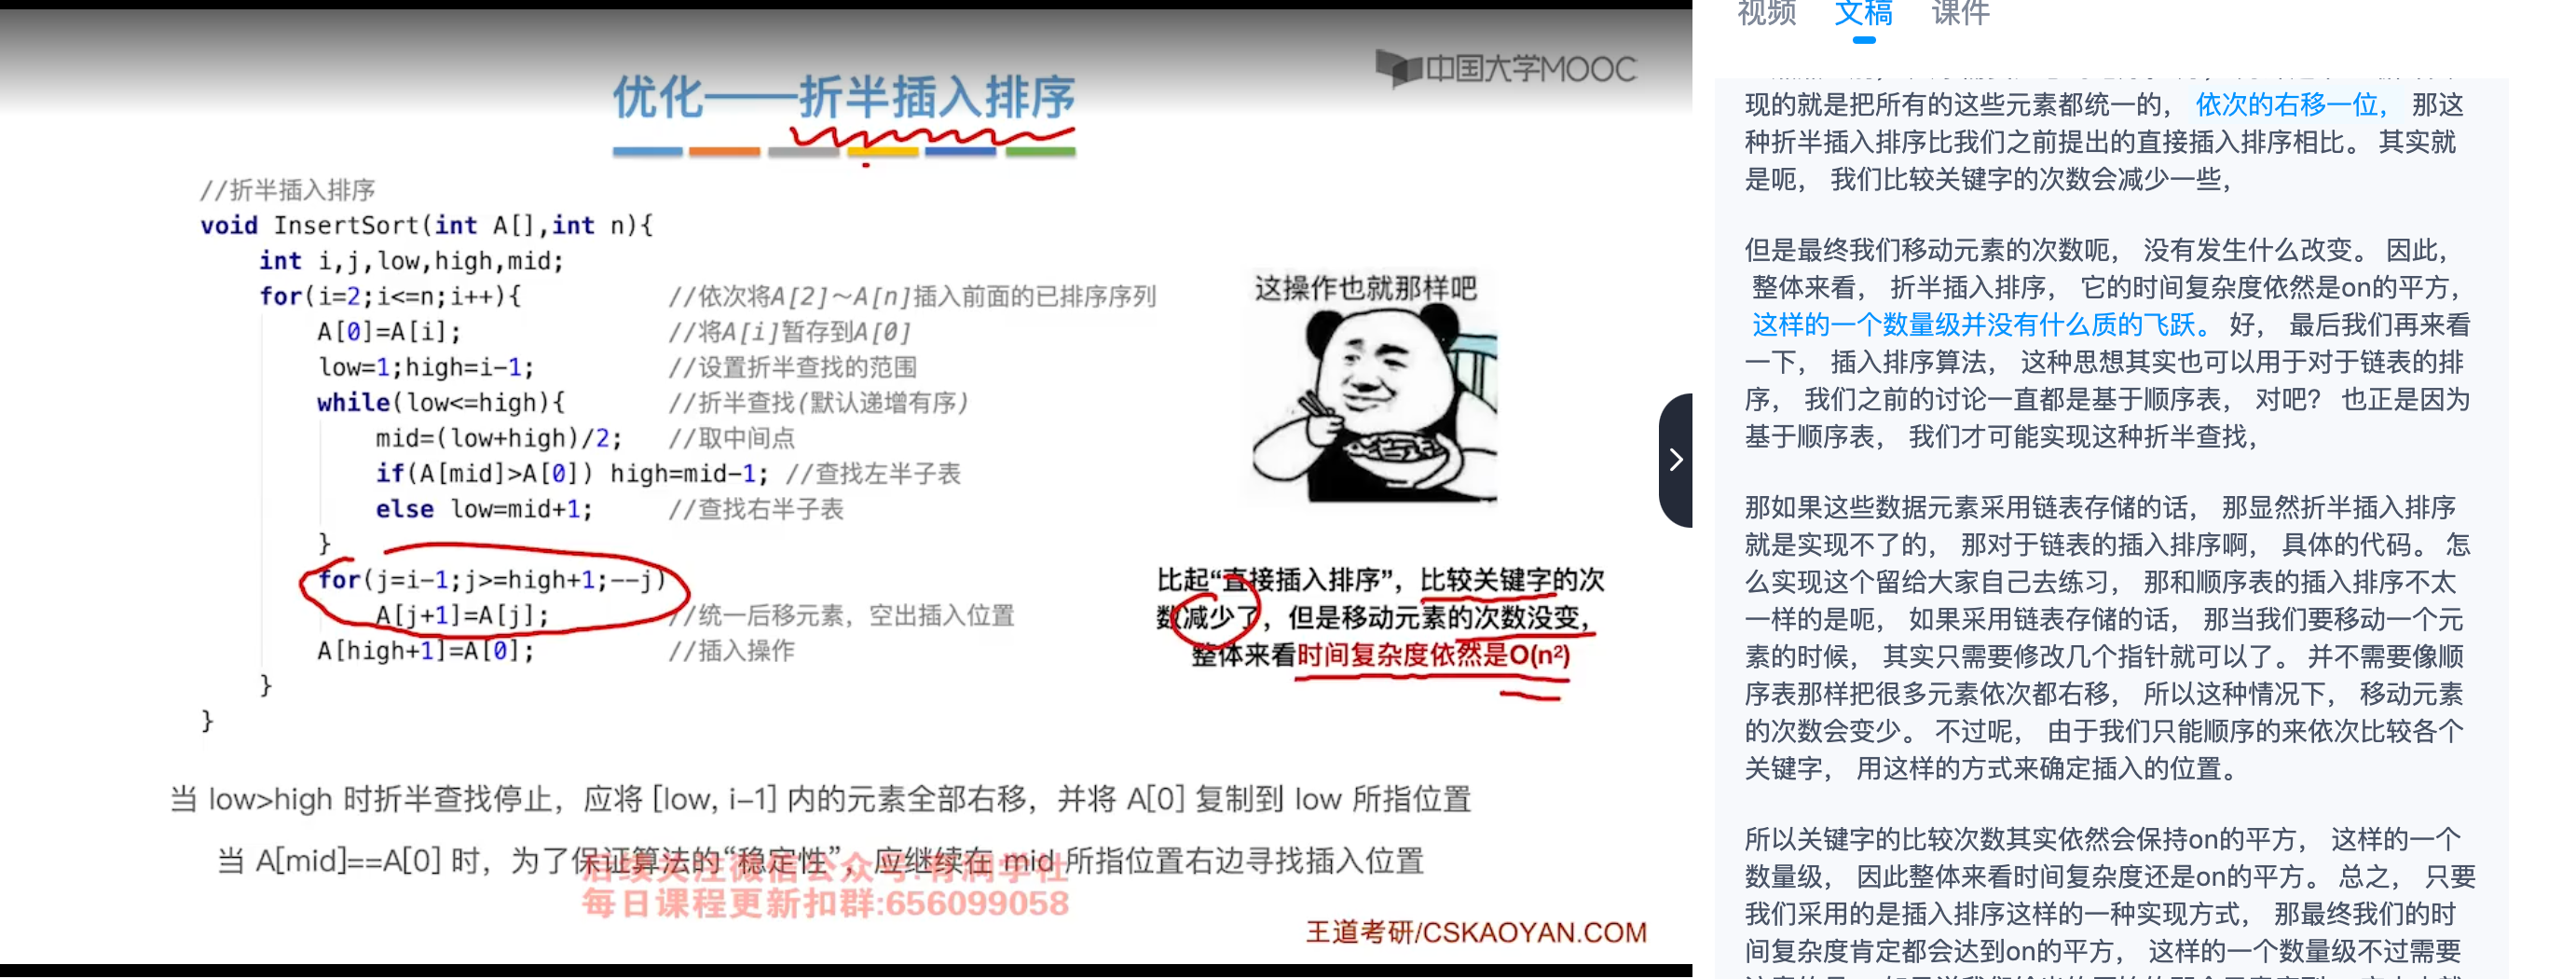 中国大学MOOC
优化——折半插入排序
//折半插入排序
void InsertSort(int A[],int n){
int i,j,low,high,mid;
for(i=2;i<=n;i++){ //依次将A[2]～A[n]插入前面的已排序序列
A[0]=A[i]; //将A[i]暂存到A[0]
low=1;high=i-1; //设置折半查找的范围
while(low<=high){ //折半查找(默认递增有序)
mid=(low+high)/2; //取中间点
if(A[mid]>A[0]) high=mid-1; //查找左半子表
else low=mid+1; //查找右半子表
}
for(j=i-1;j>=high+1;--j)
A[j+1]=A[j]; //统一后移元素，空出插入位置
A[high+1]=A[0]; //插入操作
}
}
这操作也就那样吧
比起“直接插入排序”，比较关键字的次
数减少了，但是移动元素的次数没变，
整体来看时间复杂度依然是O(n²)
当 low>high 时折半查找停止，应将 [low, i-1] 内的元素全部右移，并将 A[0] 复制到 low 所指位置
当 A[mid]==A[0] 时，为了保证算法的“稳定性”，应继续在 mid 所指位置右边寻找插入位置
后续关注微信公众号:有润学社
每日课程更新扣群:656099058
王道考研/CSKAOYAN.COM
视频 文稿 课件
现的就是把所有的这些元素都统一的， 依次的右移一位， 那这
种折半插入排序比我们之前提出的直接插入排序相比。 其实就
是呃， 我们比较关键字的次数会减少一些，
但是最终我们移动元素的次数呃， 没有发生什么改变。 因此，
整体来看， 折半插入排序， 它的时间复杂度依然是on的平方，
这样的一个数量级并没有什么质的飞跃。 好， 最后我们再来看
一下， 插入排序算法， 这种思想其实也可以用于对于链表的排
序， 我们之前的讨论一直都是基于顺序表， 对吧？ 也正是因为
基于顺序表， 我们才可能实现这种折半查找，
那如果这些数据元素采用链表存储的话， 那显然折半插入排序
就是实现不了的， 那对于链表的插入排序啊， 具体的代码。 怎
么实现这个留给大家自己去练习， 那和顺序表的插入排序不太
一样的是呃， 如果采用链表存储的话， 那当我们要移动一个元
素的时候， 其实只需要修改几个指针就可以了。 并不需要像顺
序表那样把很多元素依次都右移， 所以这种情况下， 移动元素
的次数会变少。 不过呢， 由于我们只能顺序的来依次比较各个
关键字， 用这样的方式来确定插入的位置。
所以关键字的比较次数其实依然会保持on的平方， 这样的一个
数量级， 因此整体来看时间复杂度还是on的平方。 总之， 只要
我们采用的是插入排序这样的一种实现方式， 那最终我们的时
间复杂度肯定都会达到on的平方， 这样的一个数量级不过需要